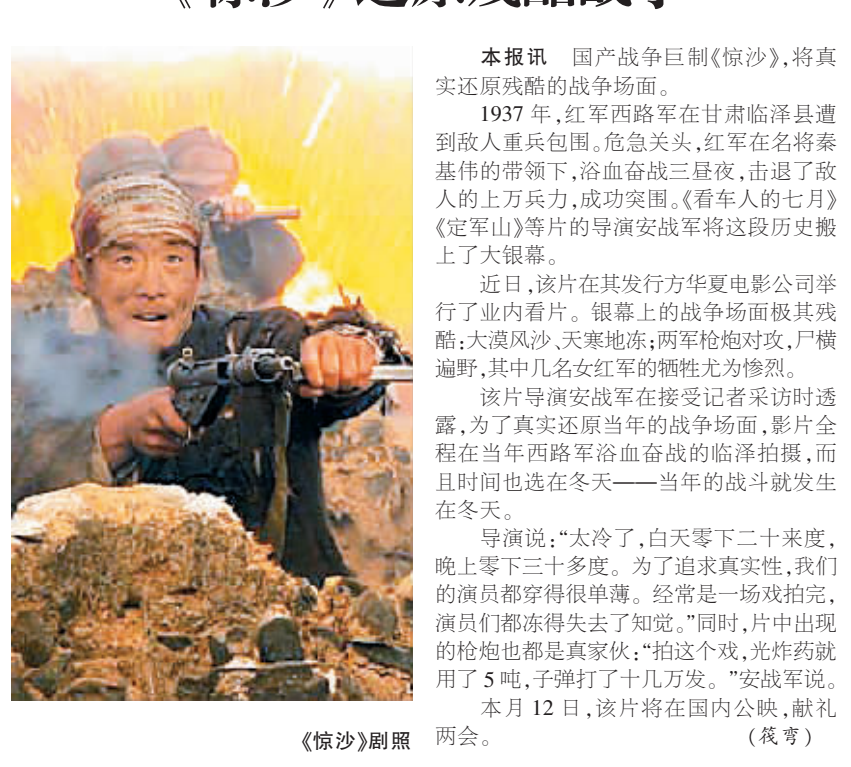 本报讯　国产战争巨制《惊沙》,将真
实还原残酷的战争场面。
1937年,红军西路军在甘肃临泽县遭
到敌人重兵包围。危急关头,红军在名将秦
基伟的带领下,浴血奋战三昼夜,击退了敌
人的上万兵力,成功突围。《看车人的七月》
《定军山》等片的导演安战军将这段历史搬
上了大银幕。
近日,该片在其发行方华夏电影公司举
行了业内看片。银幕上的战争场面极其残
酷:大漠风沙、天寒地冻;两军枪炮对攻,尸横
遍野,其中几名女红军的牺牲尤为惨烈。
该片导演安战军在接受记者采访时透
露,为了真实还原当年的战争场面,影片全
程在当年西路军浴血奋战的临泽拍摄,而
且时间也选在冬天——当年的战斗就发生
在冬天。
导演说:“太冷了,白天零下二十来度,
晚上零下三十多度。为了追求真实性,我们
的演员都穿得很单薄。经常是一场戏拍完,
演员们都冻得失去了知觉。”同时,片中出现
的枪炮也都是真家伙:“拍这个戏,光炸药就
用了5吨,子弹打了十几万发。”安战军说。
本月12日,该片将在国内公映,献礼
两会。　(筏弯)
《惊沙》剧照